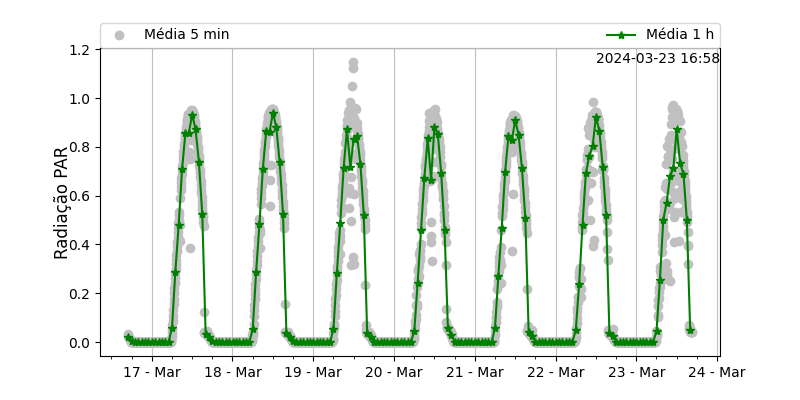 Média 5 min
Média 1 h
2024-03-23 16:58
Radiação PAR
1.2
1.0
0.8
0.6
0.4
0.2
0.0
17 - Mar
18 - Mar
19 - Mar
20 - Mar
21 - Mar
22 - Mar
23 - Mar
24 - Mar